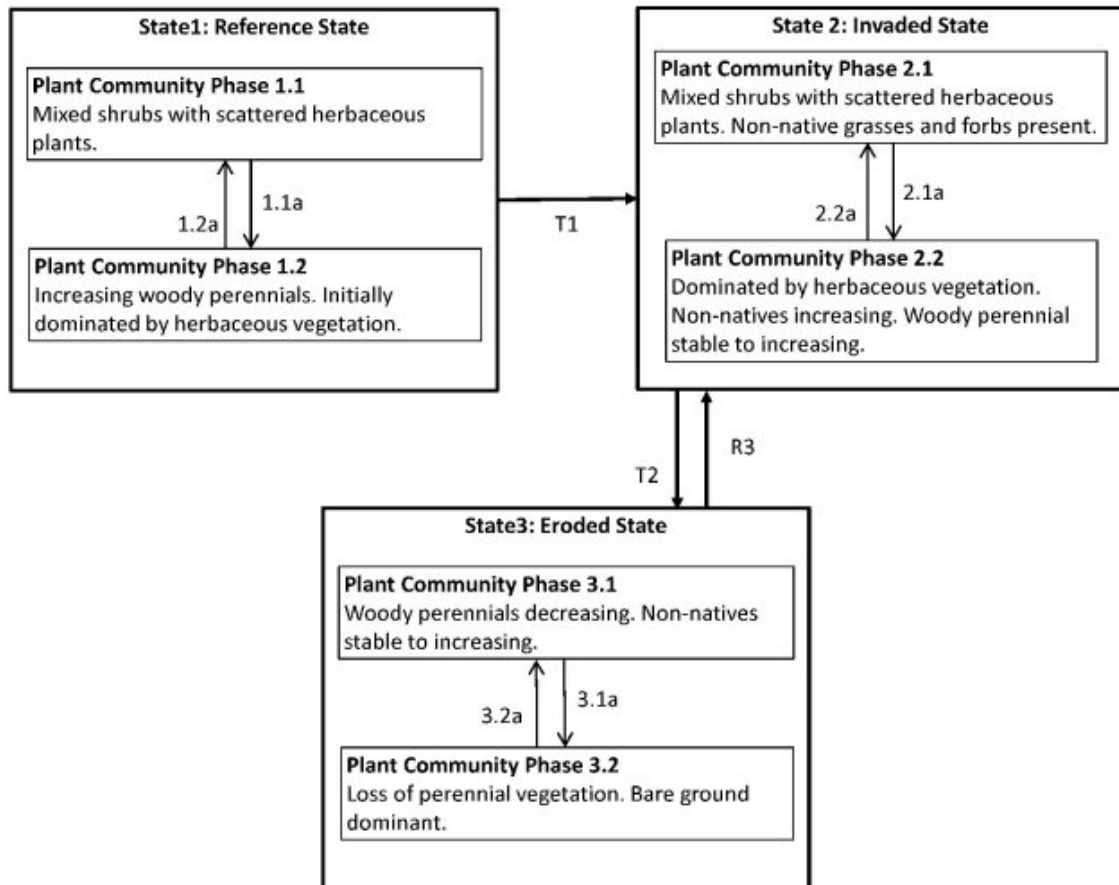 State1: Reference State
Plant Community Phase 1.1
Mixed shrubs with scattered herbaceous
plants.
1.2a
1.1a
Plant Community Phase 1.2
Increasing woody perennials. Initially
dominated by herbaceous vegetation.
T1
State 2: Invaded State
Plant Community Phase 2.1
Mixed shrubs with scattered herbaceous
plants. Non-native grasses and forbs present.
2.2a
2.1a
Plant Community Phase 2.2
Dominated by herbaceous vegetation.
Non-natives increasing. Woody perennial
stable to increasing.
T2
R3
State3: Eroded State
Plant Community Phase 3.1
Woody perennials decreasing. Non-natives
stable to increasing.
3.2a
3.1a
Plant Community Phase 3.2
Loss of perennial vegetation. Bare ground
dominant.